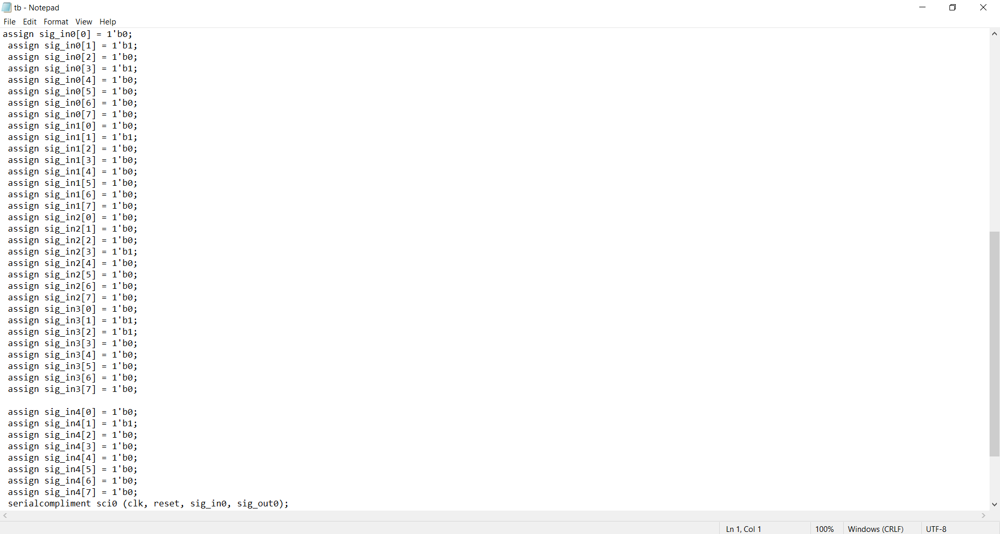 tb - Notepad
File Edit Format View Help
assign sig_in0[0] = 1'b0;
assign sig_in0[1] = 1'b1;
assign sig_in0[2] = 1'b0;
assign sig_in0[3] = 1'b1;
assign sig_in0[4] = 1'b0;
assign sig_in0[5] = 1'b0;
assign sig_in0[6] = 1'b0;
assign sig_in0[7] = 1'b0;
assign sig_in1[0] = 1'b0;
assign sig_in1[1] = 1'b1;
assign sig_in1[2] = 1'b0;
assign sig_in1[3] = 1'b0;
assign sig_in1[4] = 1'b0;
assign sig_in1[5] = 1'b0;
assign sig_in1[6] = 1'b0;
assign sig_in1[7] = 1'b0;
assign sig_in2[0] = 1'b0;
assign sig_in2[1] = 1'b0;
assign sig_in2[2] = 1'b0;
assign sig_in2[3] = 1'b1;
assign sig_in2[4] = 1'b0;
assign sig_in2[5] = 1'b0;
assign sig_in2[6] = 1'b0;
assign sig_in2[7] = 1'b0;
assign sig_in3[0] = 1'b0;
assign sig_in3[1] = 1'b1;
assign sig_in3[2] = 1'b1;
assign sig_in3[3] = 1'b0;
assign sig_in3[4] = 1'b0;
assign sig_in3[5] = 1'b0;
assign sig_in3[6] = 1'b0;
assign sig_in3[7] = 1'b0;
assign sig_in4[0] = 1'b0;
assign sig_in4[1] = 1'b1;
assign sig_in4[2] = 1'b0;
assign sig_in4[3] = 1'b0;
assign sig_in4[4] = 1'b0;
assign sig_in4[5] = 1'b0;
assign sig_in4[6] = 1'b0;
assign sig_in4[7] = 1'b0;
serialcompliment sci0 (clk, reset, sig_in0, sig_out0);
Ln 1, Col 1 100% Windows (CRLF) UTF-8